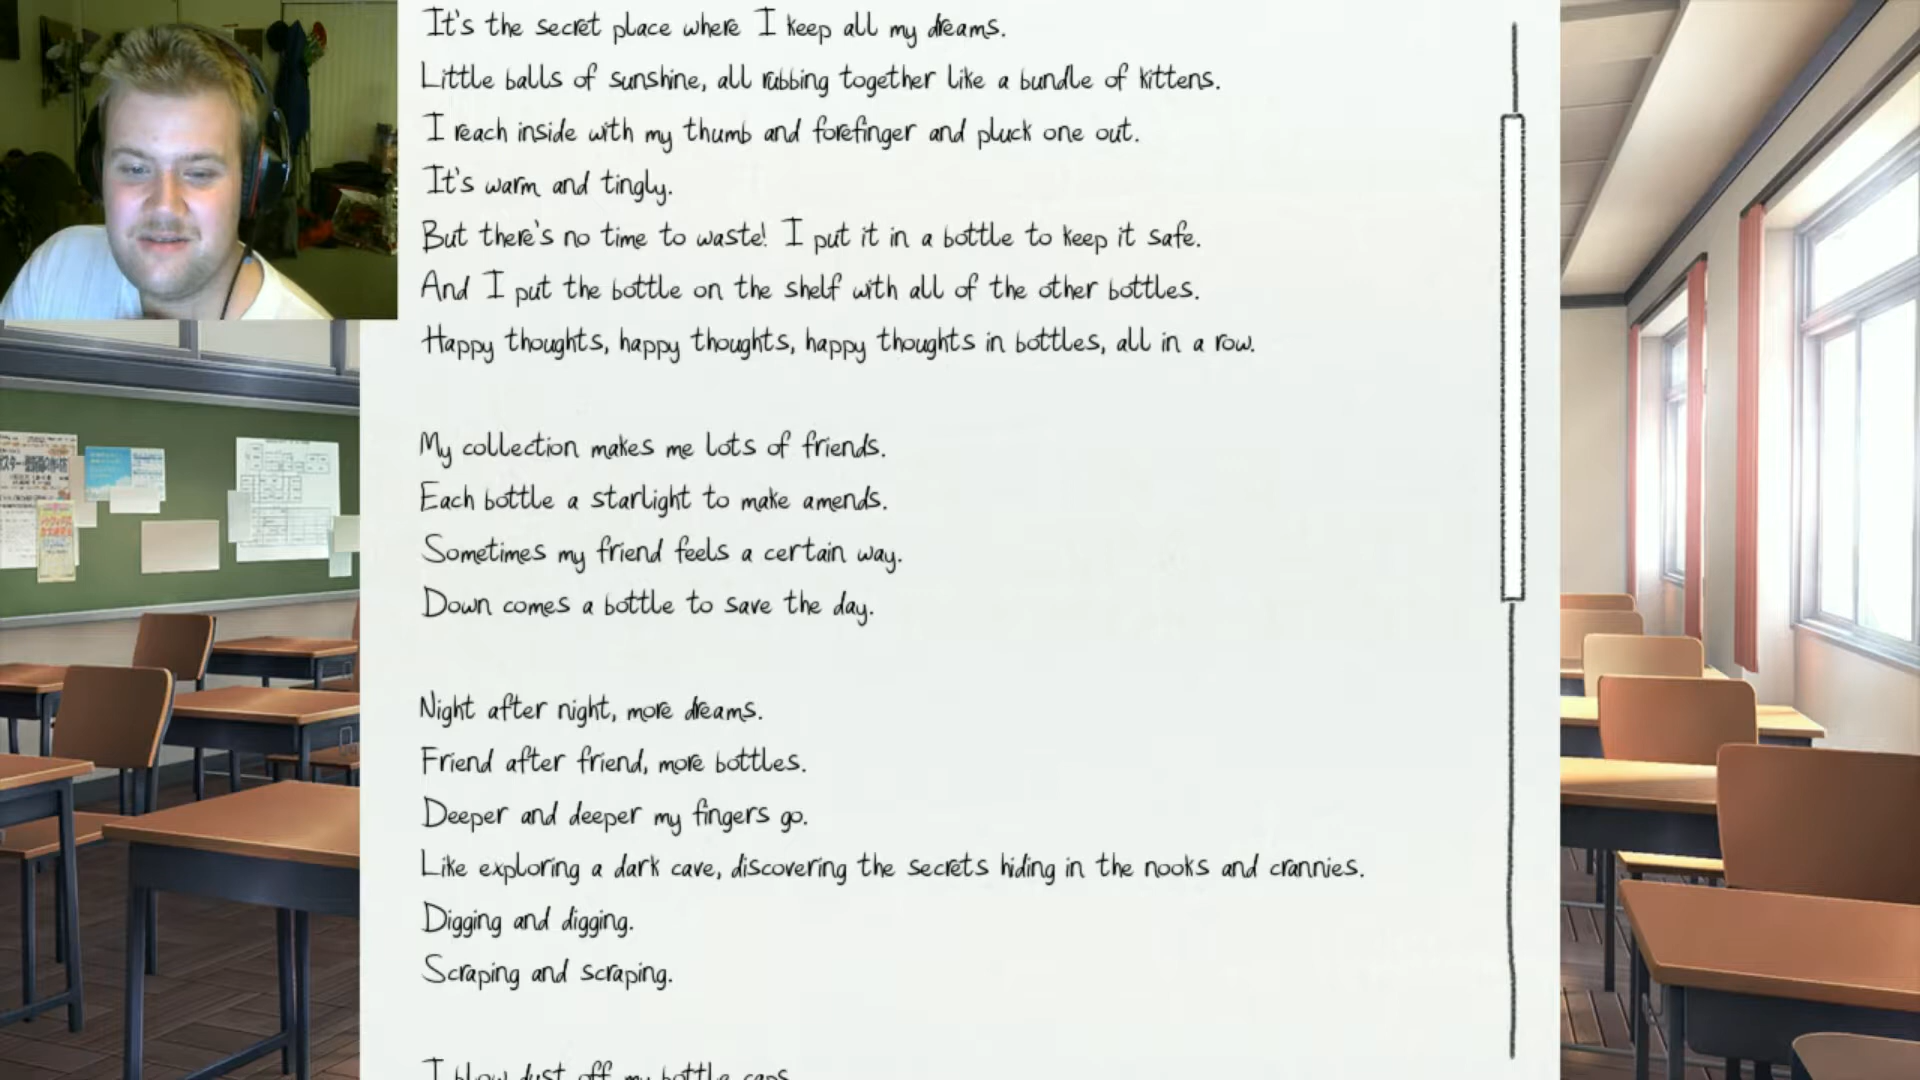 It's the secret place where I keep all my dreams.
Little balls of sunshine, all rubbing together like a bundle of kittens.
I reach inside with my thumb and forefinger and pluck one out.
It's warm and tingly.
But there's no time to waste! I put it in a bottle to keep it safe.
And I put the bottle on the shelf with all of the other bottles.
Happy thoughts, happy thoughts, happy thoughts in bottles, all in a row.
My collection makes me lots of friends.
Each bottle a starlight to make amends.
Sometimes my friend feels a certain way.
Down comes a bottle to save the day.
Night after night, more dreams.
Friend after friend, more bottles.
Deeper and deeper my fingers go.
Like exploring a dark cave, discovering the secrets hiding in the nooks and crannies.
Digging and digging.
Scraping and scraping.
I blow dust off my bottle caps